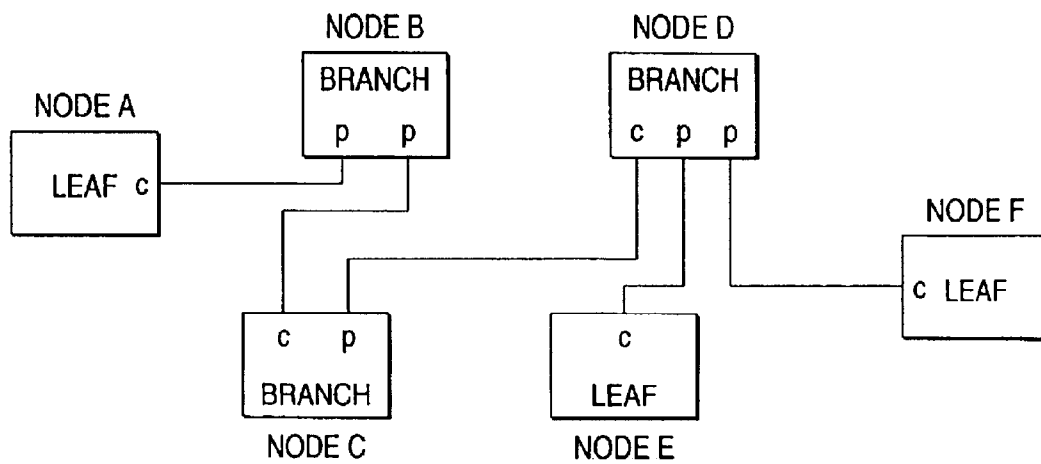 NODE B
BRANCH
p p
NODE D
BRANCH
c p p
NODE A
LEAF c
NODE F
c LEAF
c p
BRANCH
NODE C
c
LEAF
NODE E